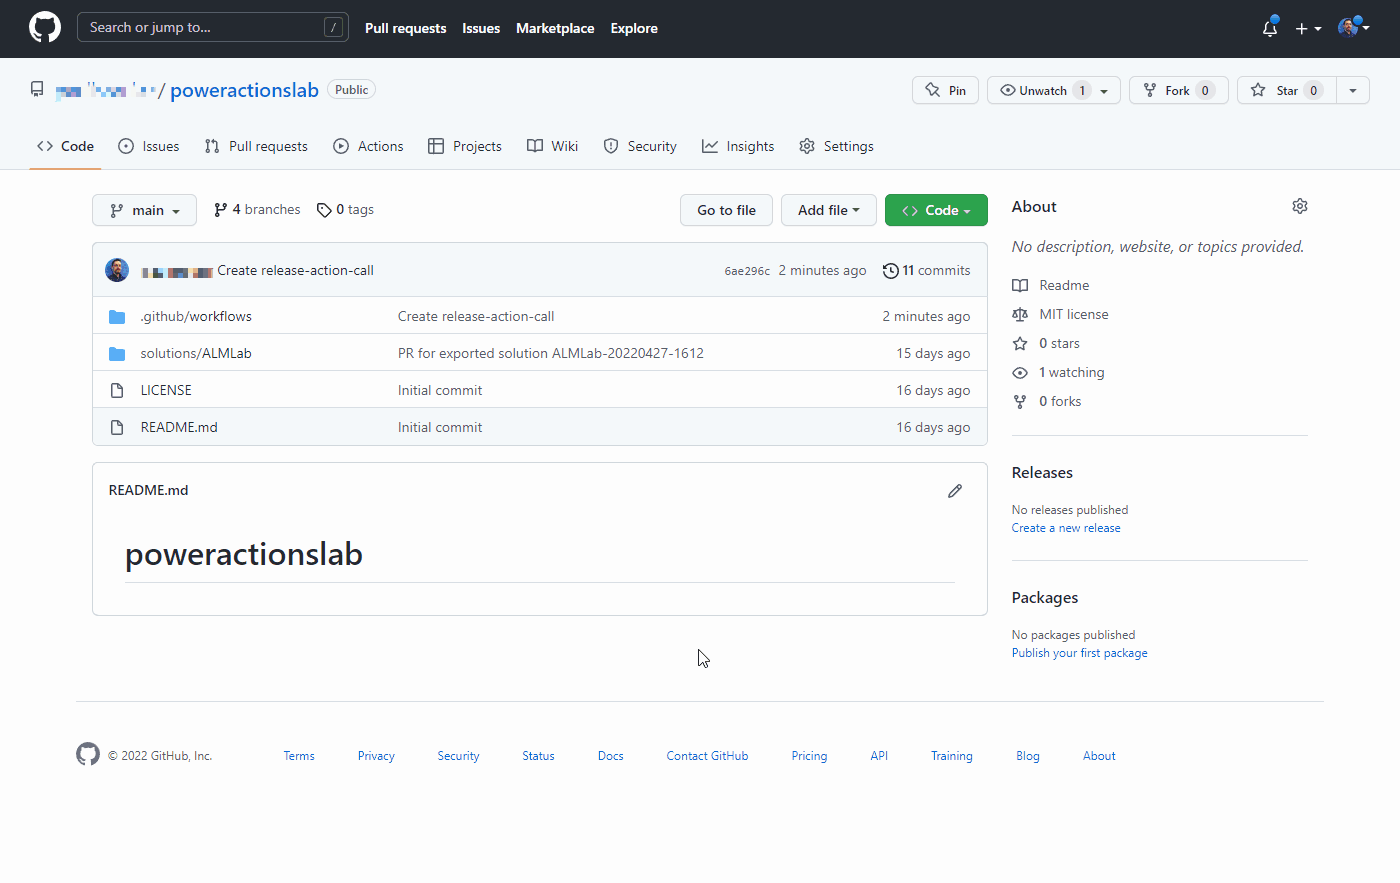 Search or jump to... /
Pull requests Issues Marketplace Explore
/ poweractionslab Public
Pin Unwatch 1 Fork 0 Star 0
Code Issues Pull requests Actions Projects Wiki Security Insights Settings
main 4 branches 0 tags Go to file Add file Code
Create release-action-call 6ae296c 2 minutes ago 11 commits
.github/workflows Create release-action-call 2 minutes ago
solutions/ALMLab PR for exported solution ALMLab-20220427-1612 15 days ago
LICENSE Initial commit 16 days ago
README.md Initial commit 16 days ago
README.md
poweractionslab
About
No description, website, or topics provided.
Readme
MIT license
0 stars
1 watching
0 forks
Releases
No releases published
Create a new release
Packages
No packages published
Publish your first package
© 2022 GitHub, Inc. Terms Privacy Security Status Docs Contact GitHub Pricing API Training Blog About